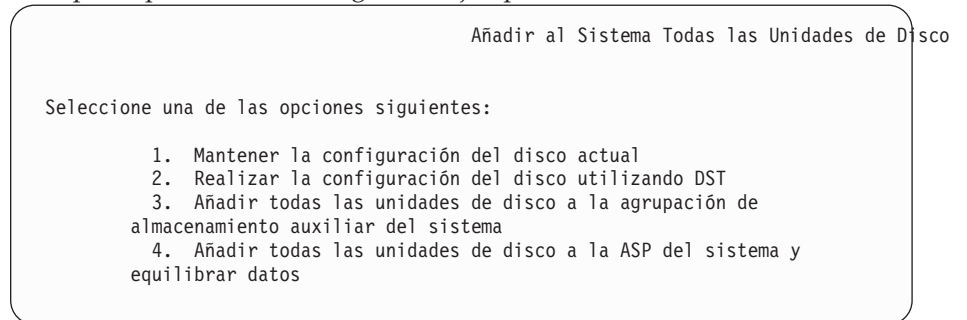 Añadir al Sistema Todas las Unidades de Disco
Seleccione una de las opciones siguientes:
1. Mantener la configuración del disco actual
2. Realizar la configuración del disco utilizando DST
3. Añadir todas las unidades de disco a la agrupación de
almacenamiento auxiliar del sistema
4. Añadir todas las unidades de disco a la ASP del sistema y
equilibrar datos